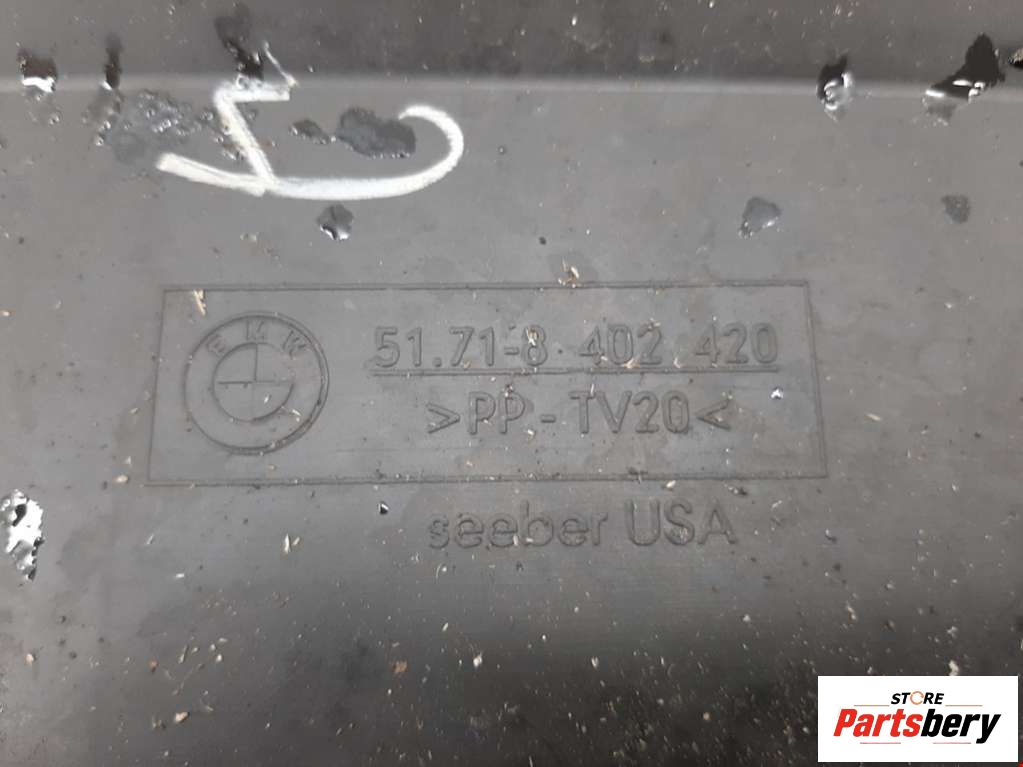 BMW
51.71-8 402 420
>PP-TV20<
seeber USA
STORE
Partsbery